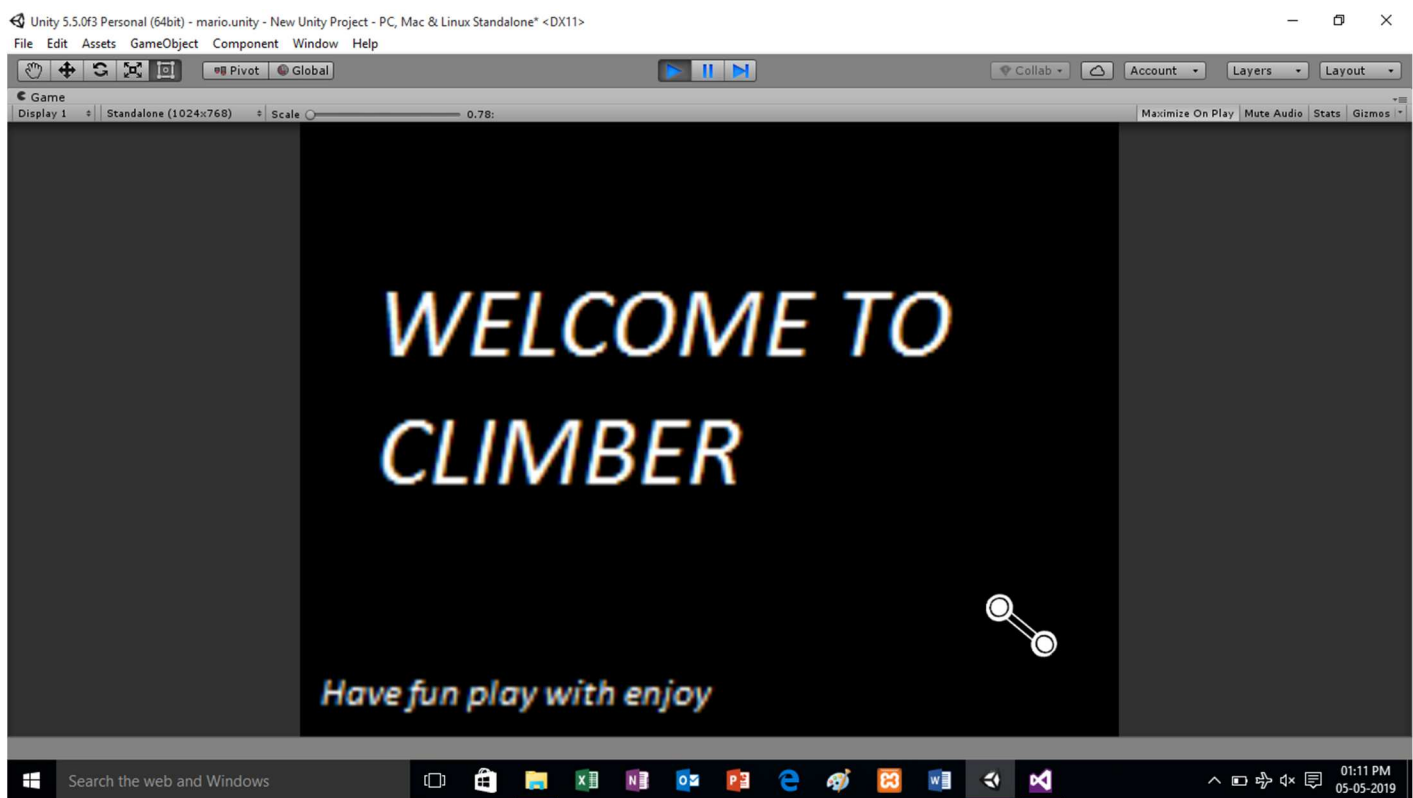 Unity 5.5.0f3 Personal (64bit) - mario.unity - New Unity Project - PC, Mac & Linux Standalone* <DX11>
File Edit Assets GameObject Component Window Help
Pivot Global Collab Account Layers Layout
Game
Display 1 Standalone (1024x768) Scale 0.78: Maximize On Play Mute Audio Stats Gizmos
WELCOME TO
CLIMBER
Have fun play with enjoy
Search the web and Windows
01:11 PM
05-05-2019